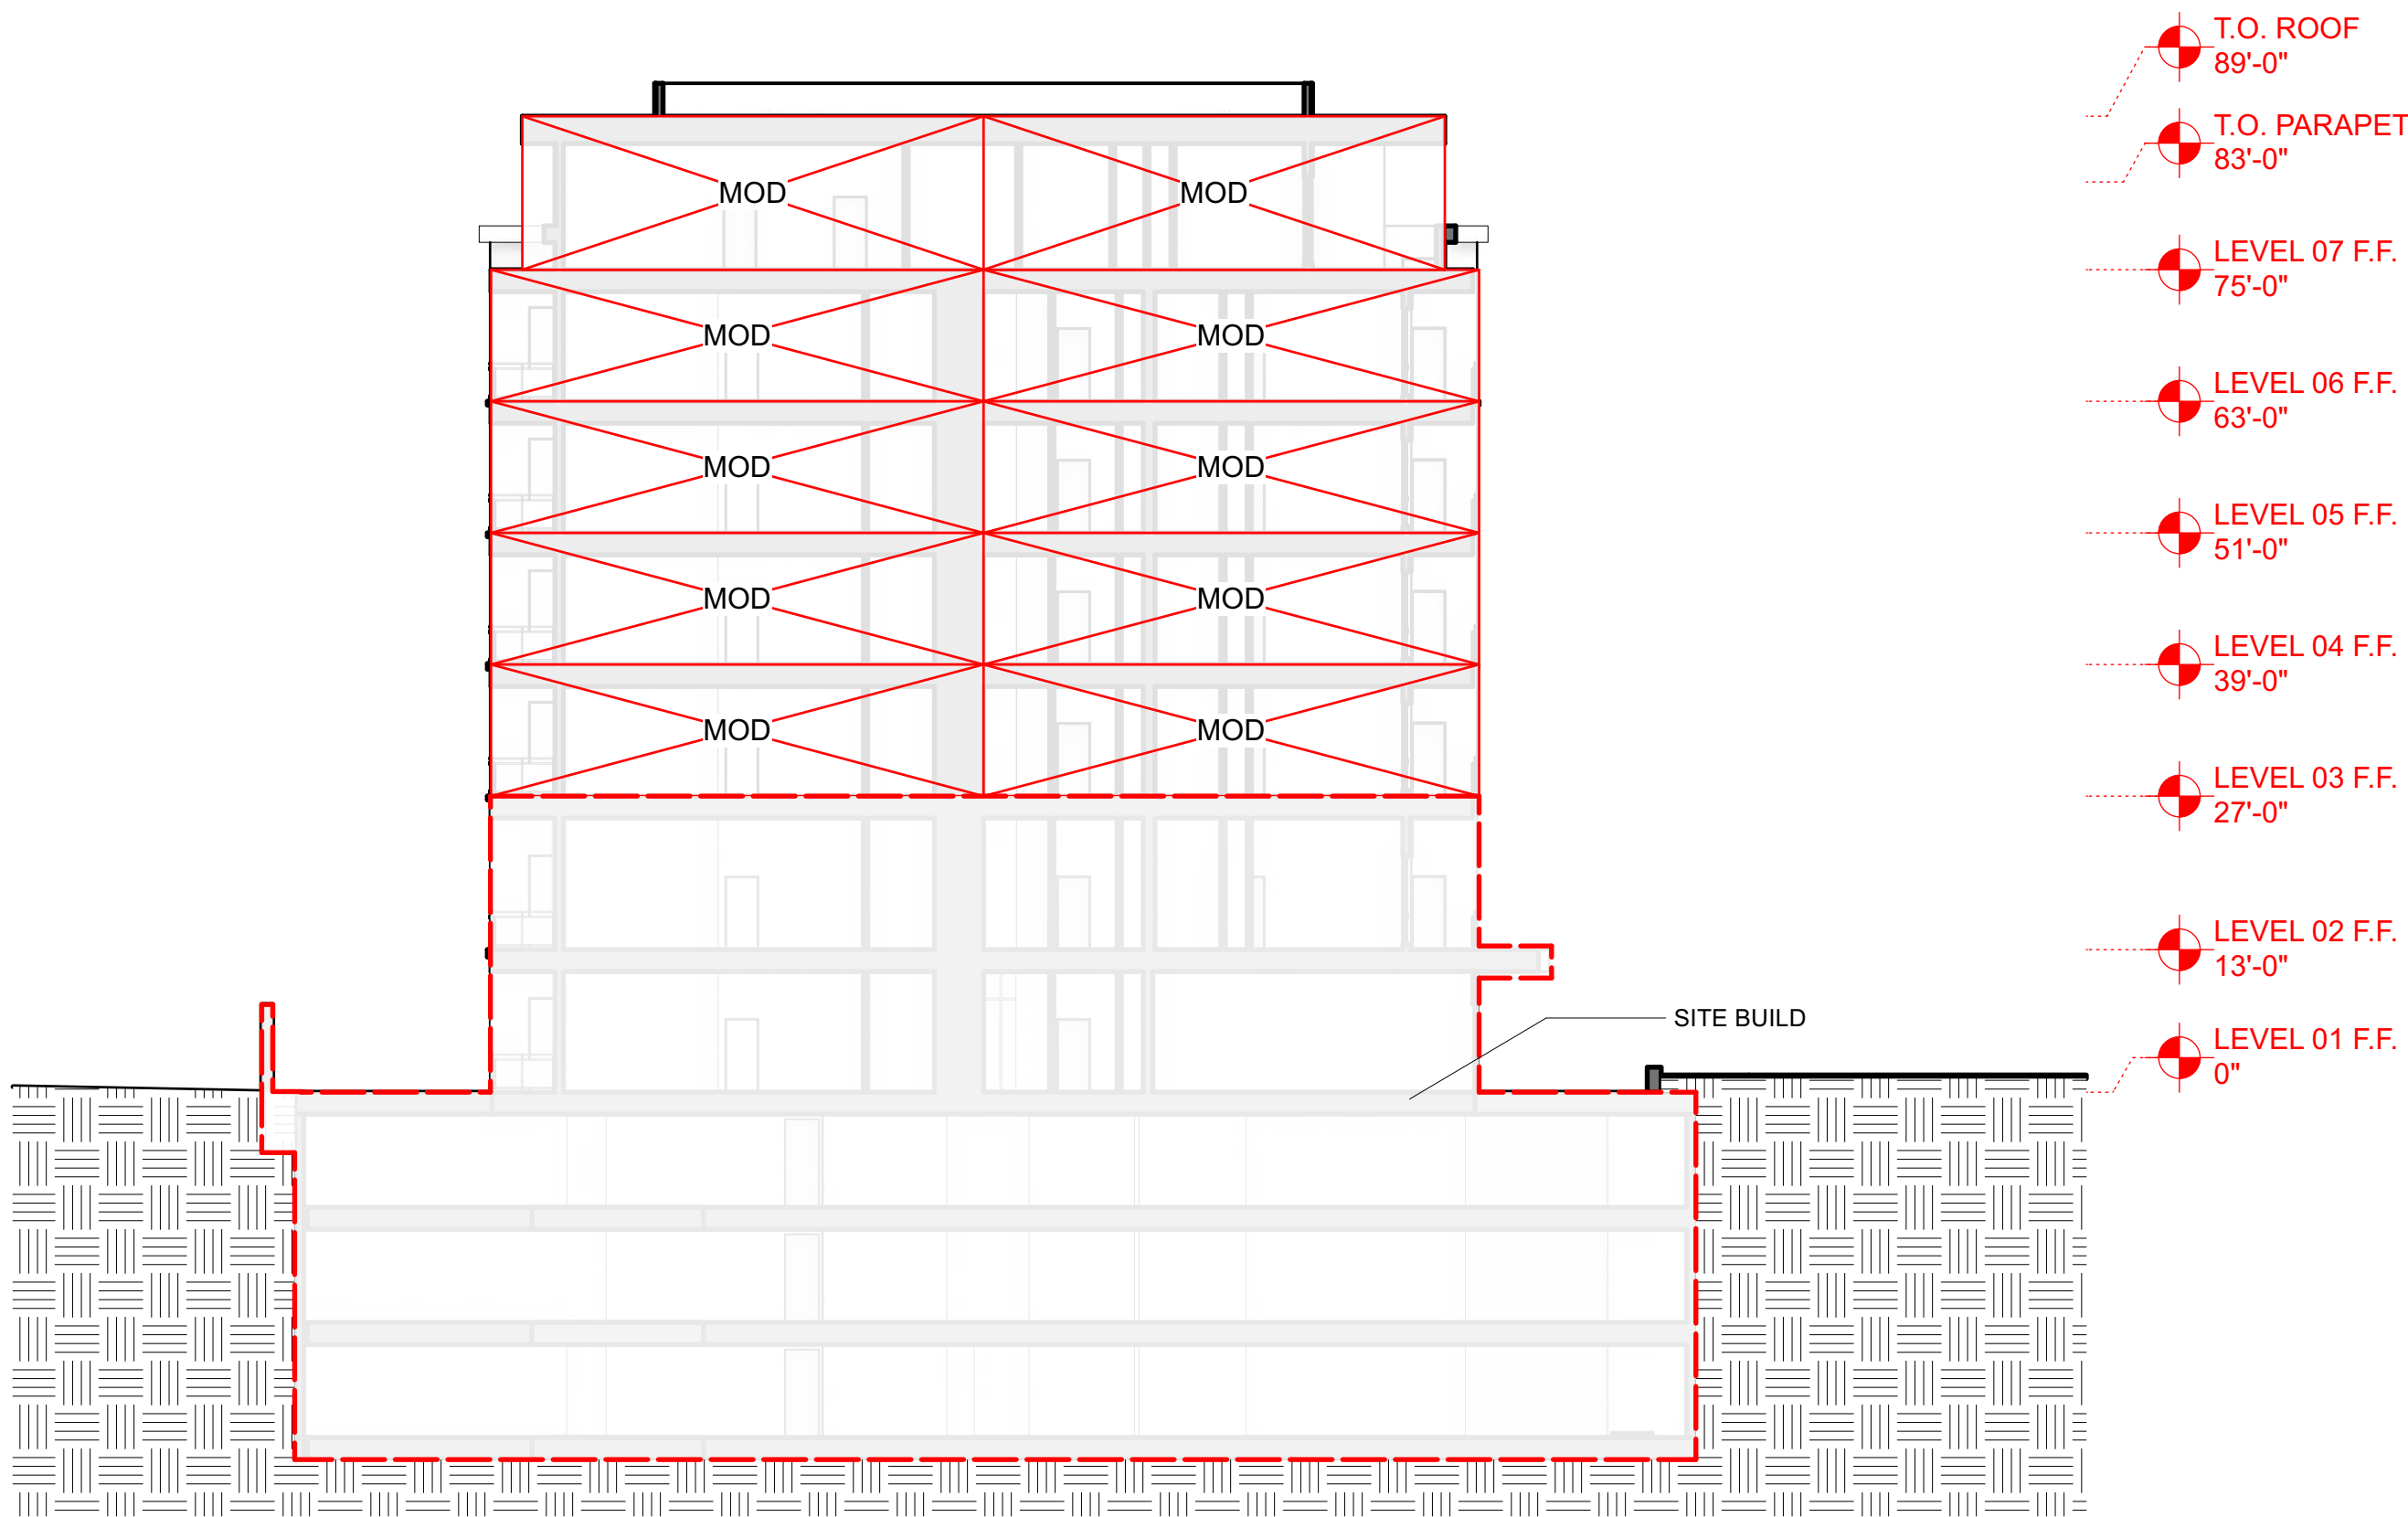 T.O. ROOF
89'-0"
T.O. PARAPET
83'-0"
MOD MOD
LEVEL 07 F.F.
75'-0"
MOD MOD
LEVEL 06 F.F.
63'-0"
MOD MOD
LEVEL 05 F.F.
51'-0"
MOD MOD
LEVEL 04 F.F.
39'-0"
MOD MOD
LEVEL 03 F.F.
27'-0"
LEVEL 02 F.F.
13'-0"
SITE BUILD
LEVEL 01 F.F.
0"